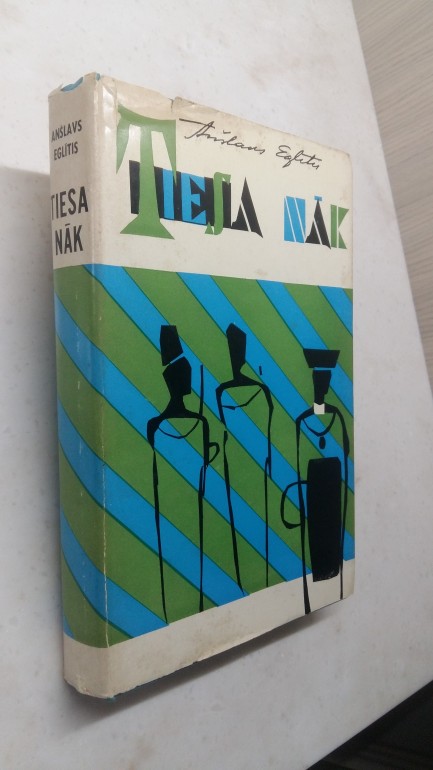 ANŠLAVS
EGLĪTIS
TIESA
NĀK
Anšlavs Eglītis
TIESA NĀK